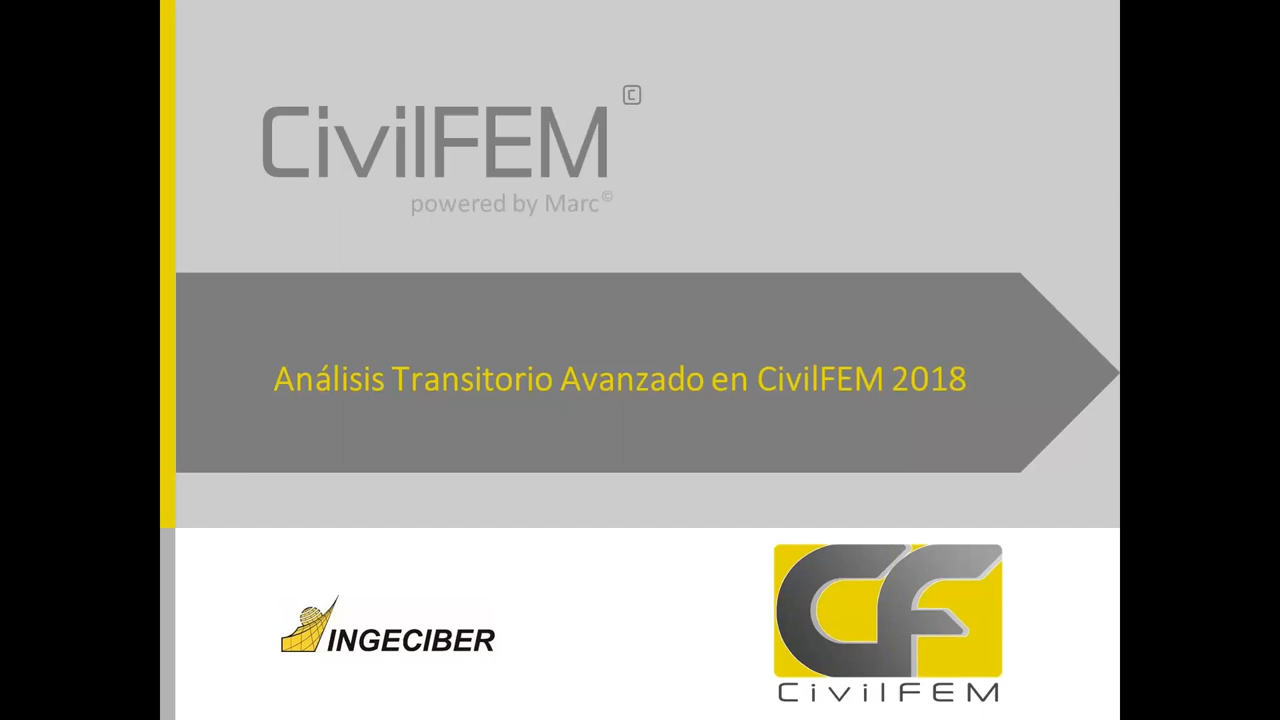 CivilFEM ©
powered by Marc©
Análisis Transitorio Avanzado en CivilFEM 2018
INGECIBER
CF
CivilFEM